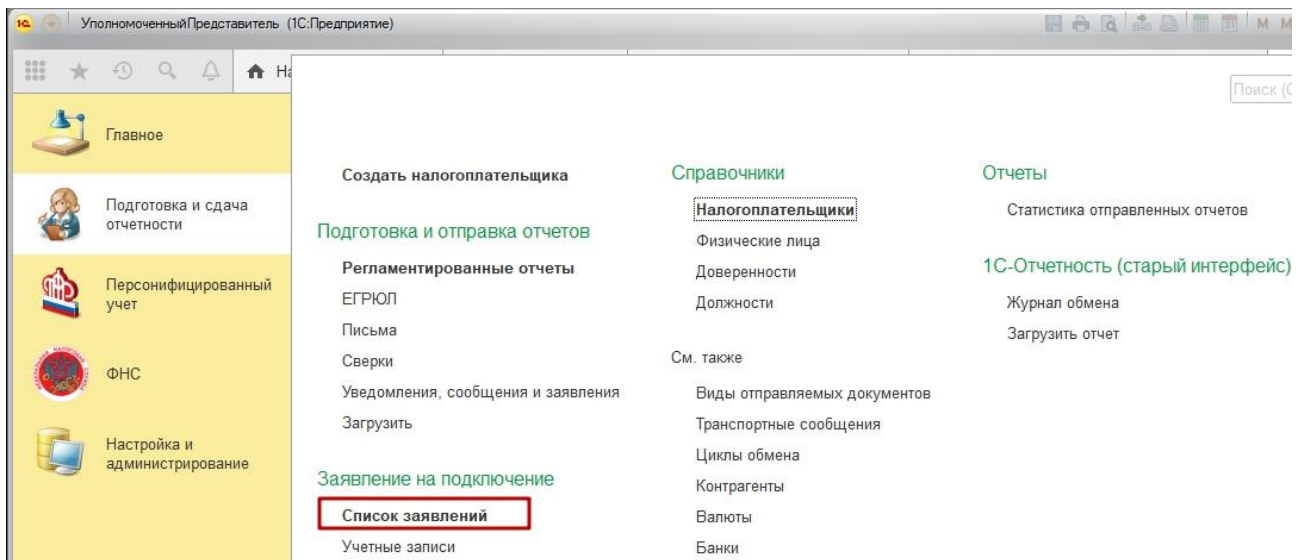 1С УполномоченныйПредставитель (1С:Предприятие) 31 M M
На
Поиск (С
Главное
Подготовка и сдача
отчетности
Персонифицированный
учет
ФНС
Настройка и
администрирование
Создать налогоплательщика
Подготовка и отправка отчетов
Регламентированные отчеты
ЕГРЮЛ
Письма
Сверки
Уведомления, сообщения и заявления
Загрузить
Заявление на подключение
Список заявлений
Учетные записи
Справочники
Налогоплательщики
Физические лица
Доверенности
Должности
См. также
Виды отправляемых документов
Транспортные сообщения
Циклы обмена
Контрагенты
Валюты
Банки
Отчеты
Статистика отправленных отчетов
1С-Отчетность (старый интерфейс)
Журнал обмена
Загрузить отчет